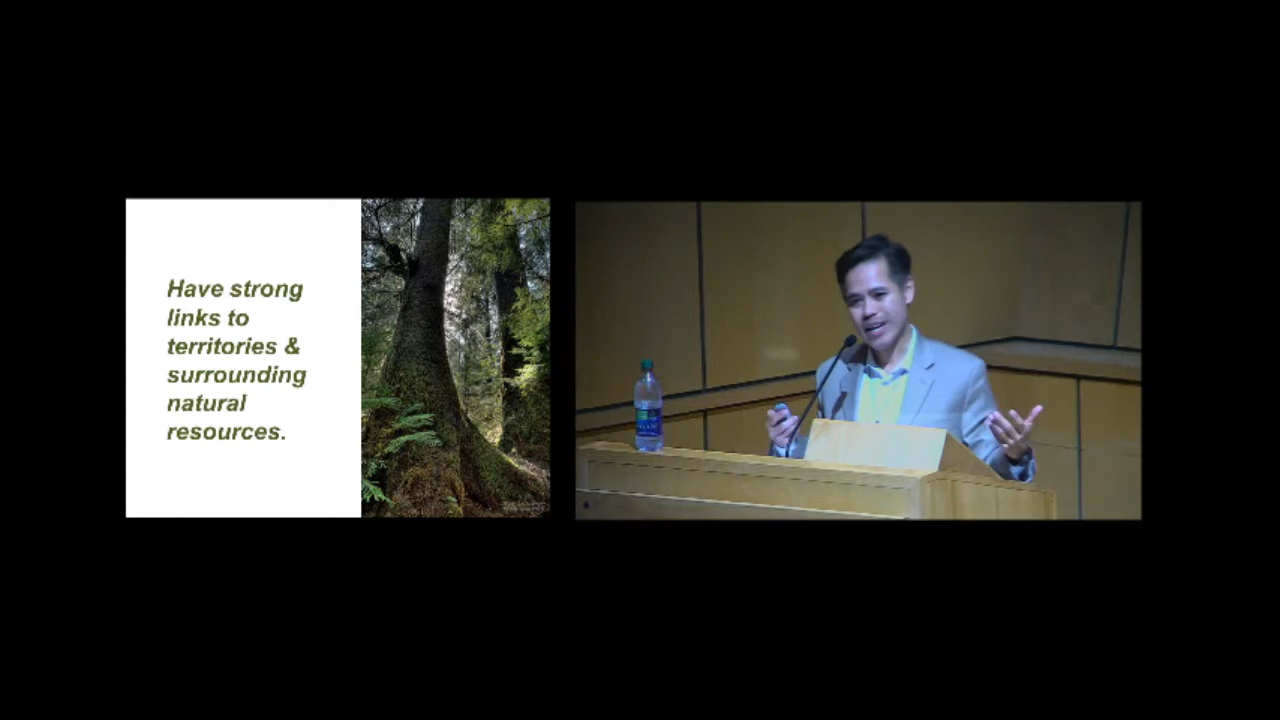 Have strong
links to
territories &
surrounding
natural
resources.